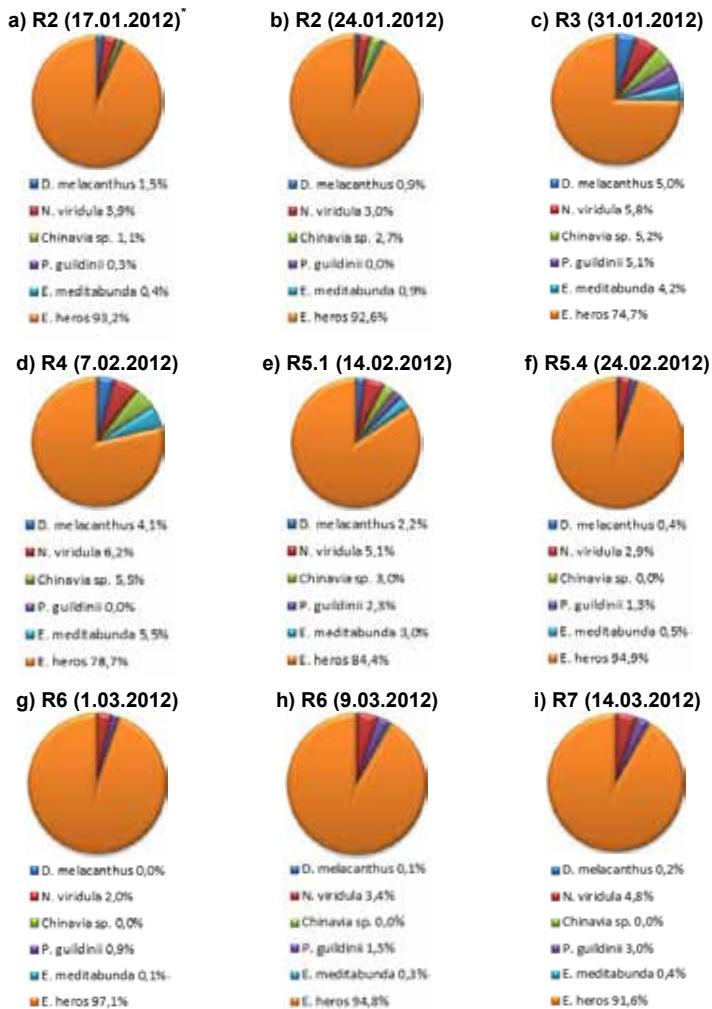 a) R2 (17.01.2012)*
D. melacanthus 1,5%
N. viridula 3,9%
Chinavia sp. 1,1%
P. guildinii 0,3%
E. meditabunda 0,4%
E. heros 93,2%
b) R2 (24.01.2012)
D. melacanthus 0,9%
N. viridula 3,0%
Chinavia sp. 2,7%
P. guildinii 0,0%
E. meditabunda 0,9%
E. heros 92,6%
c) R3 (31.01.2012)
D. melacanthus 5,0%
N. viridula 5,8%
Chinavia sp. 5,2%
P. guildinii 5,1%
E. meditabunda 4,2%
E. heros 74,7%
d) R4 (7.02.2012)
D. melacanthus 4,1%
N. viridula 6,2%
Chinavia sp. 5,5%
P. guildinii 0,0%
E. meditabunda 5,5%
E. heros 78,7%
e) R5.1 (14.02.2012)
D. melacanthus 2,2%
N. viridula 5,1%
Chinavia sp. 3,0%
P. guildinii 2,3%
E. meditabunda 3,0%
E. heros 84,4%
f) R5.4 (24.02.2012)
D. melacanthus 0,4%
N. viridula 2,9%
Chinavia sp. 0,0%
P. guildinii 1,3%
E. meditabunda 0,5%
E. heros 94,9%
g) R6 (1.03.2012)
D. melacanthus 0,0%
N. viridula 2,0%
Chinavia sp. 0,0%
P. guildinii 0,9%
E. meditabunda 0,1%
E. heros 97,1%
h) R6 (9.03.2012)
D. melacanthus 0,1%
N. viridula 3,4%
Chinavia sp. 0,0%
P. guildinii 1,5%
E. meditabunda 0,3%
E. heros 94,8%
i) R7 (14.03.2012)
D. melacanthus 0,2%
N. viridula 4,8%
Chinavia sp. 0,0%
P. guildinii 3,0%
E. meditabunda 0,4%
E. heros 91,6%